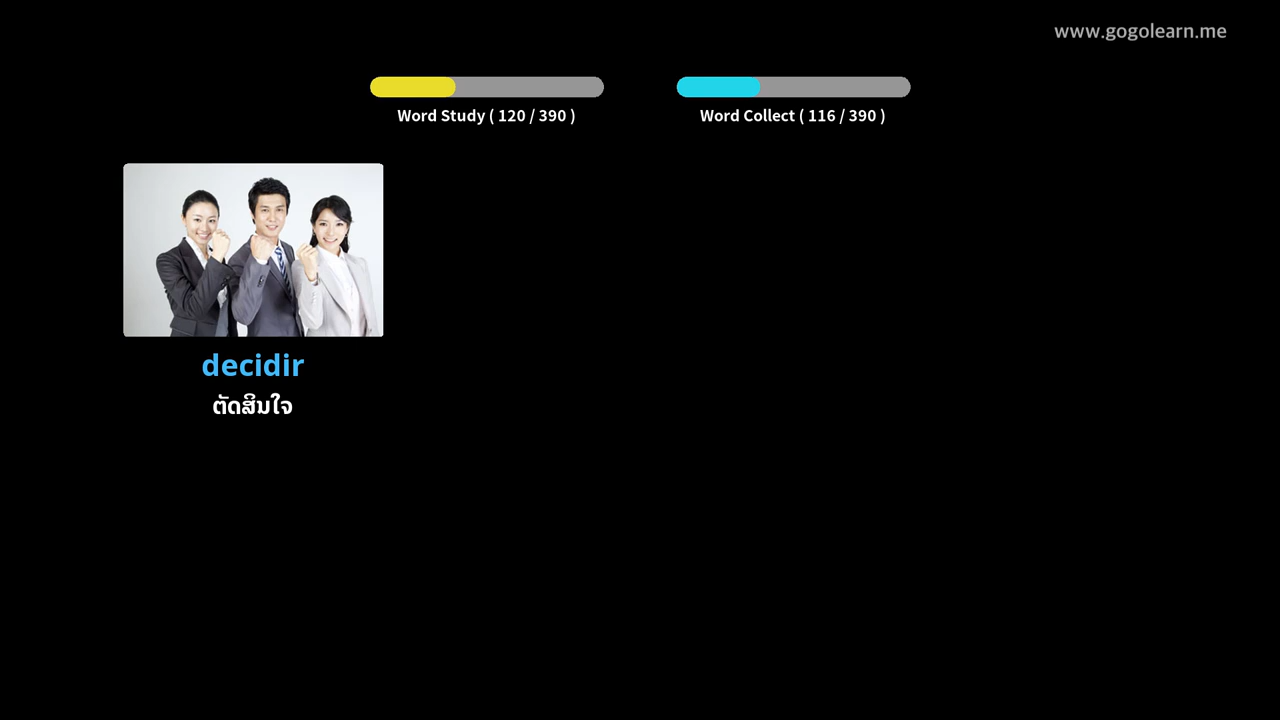 www.gogolearn.me
Word Study ( 120 / 390 )
Word Collect ( 116 / 390 )
decidir
ຕັດສິນໃຈ